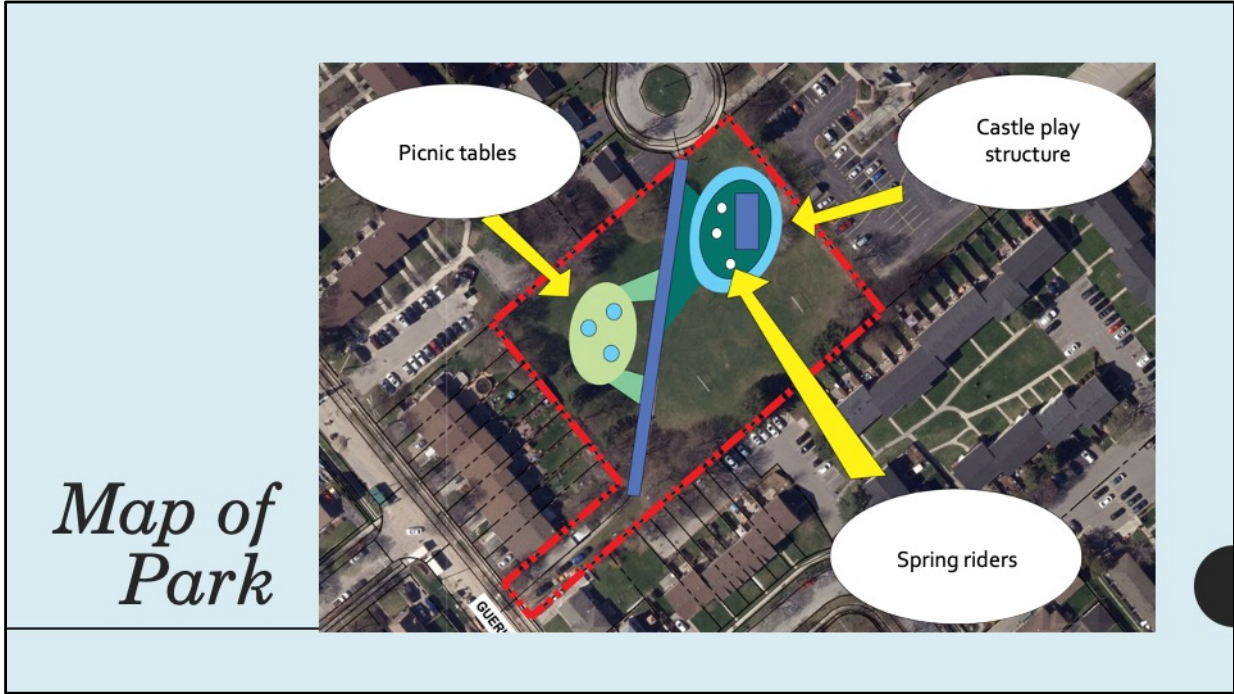 Picnic tables
Castle play
structure
Map of
Park
Spring riders